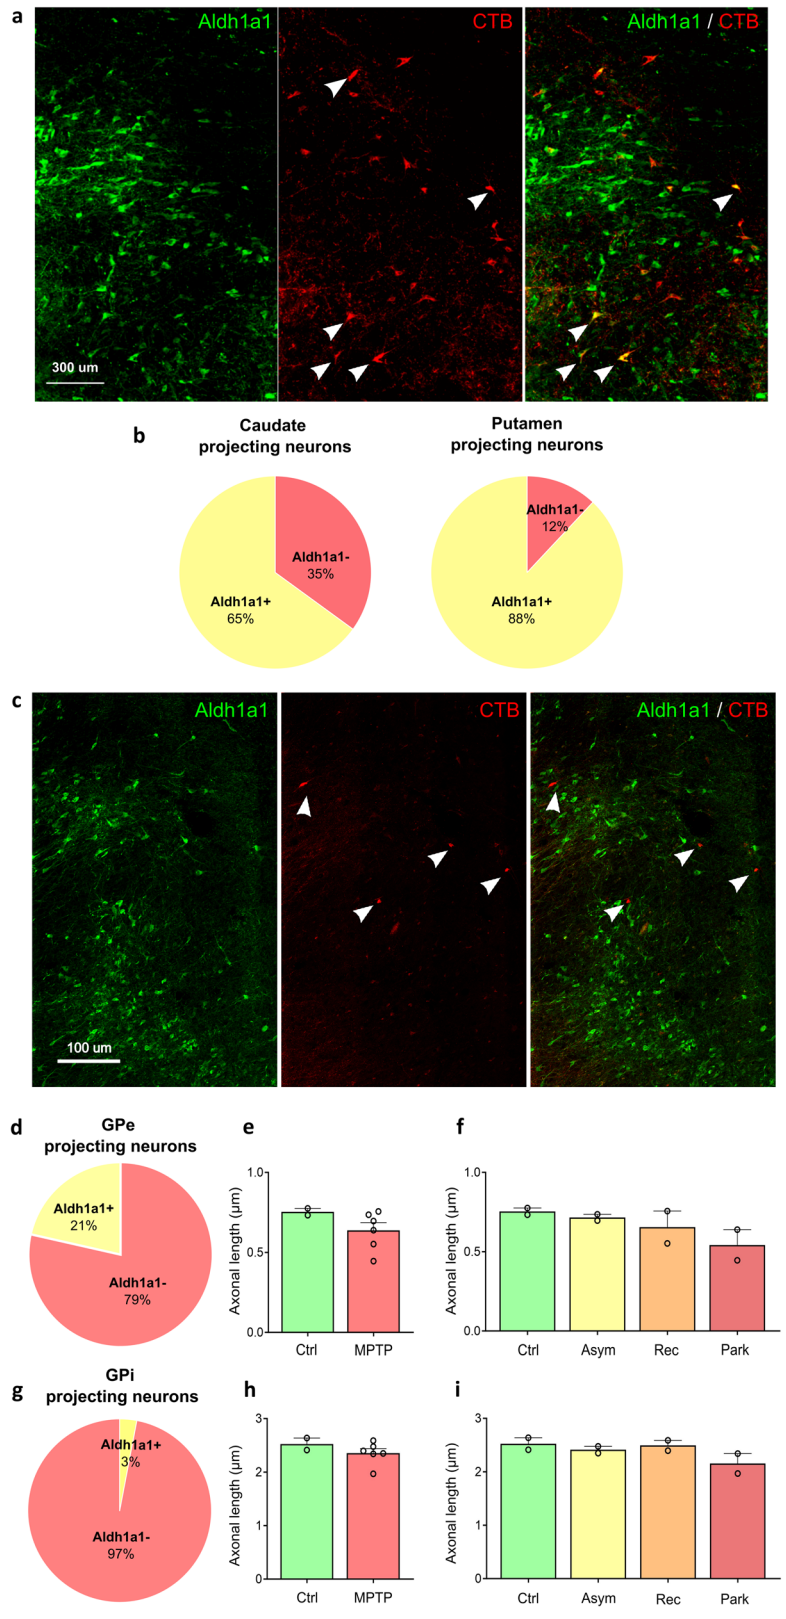 a
Aldh1a1
CTB
Aldh1a1 / CTB
300 um
b
Caudate
projecting neurons
Putamen
projecting neurons
Aldh1a1-
35%
Aldh1a1+
65%
Aldh1a1-
12%
Aldh1a1+
88%
c
Aldh1a1
CTB
Aldh1a1 / CTB
100 um
d
GPe
projecting neurons
Aldh1a1+
21%
Aldh1a1-
79%
e
Axonal length (µm)
1.0
0.5
0.0
Ctrl
MPTP
f
Axonal length (µm)
1.0
0.5
0.0
Ctrl
Asym
Rec
Park
g
GPi
projecting neurons
Aldh1a1+
3%
Aldh1a1-
97%
h
Axonal length (µm)
3
2
1
0
Ctrl
MPTP
i
Axonal length (µm)
3
2
1
0
Ctrl
Asym
Rec
Park